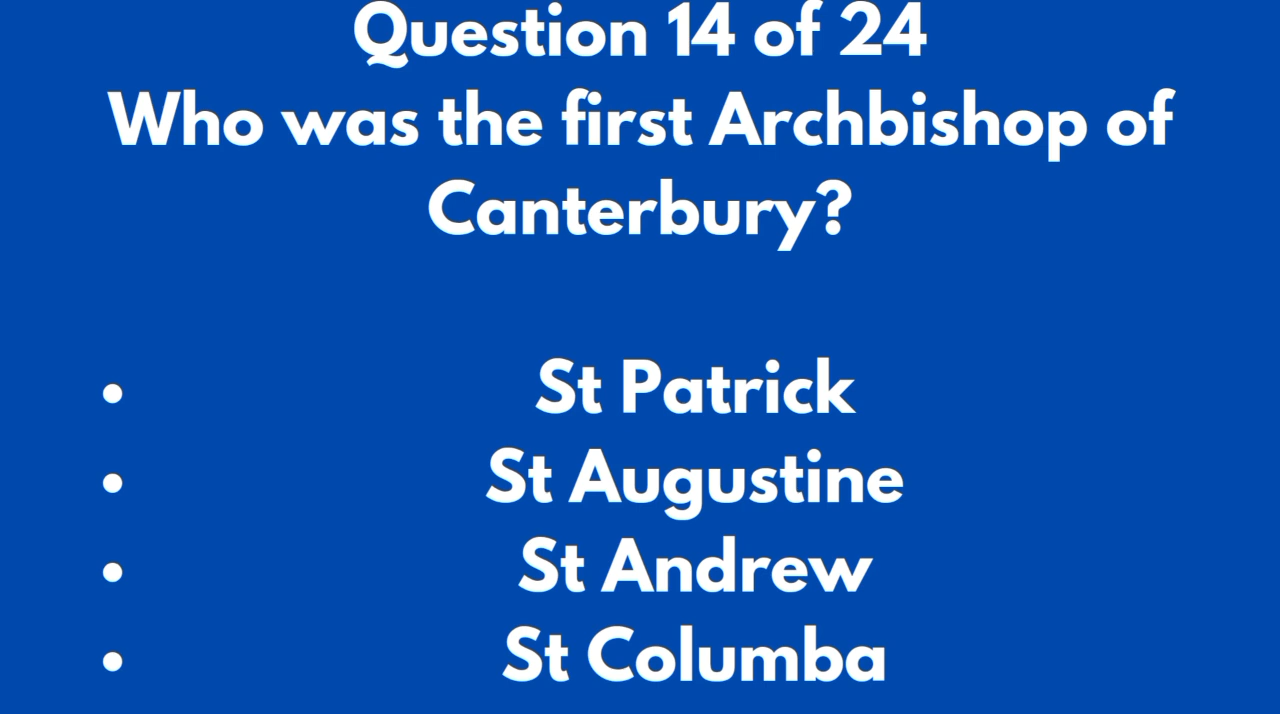 Question 14 of 24
Who was the first Archbishop of
Canterbury?
• St Patrick
• St Augustine
• St Andrew
• St Columba